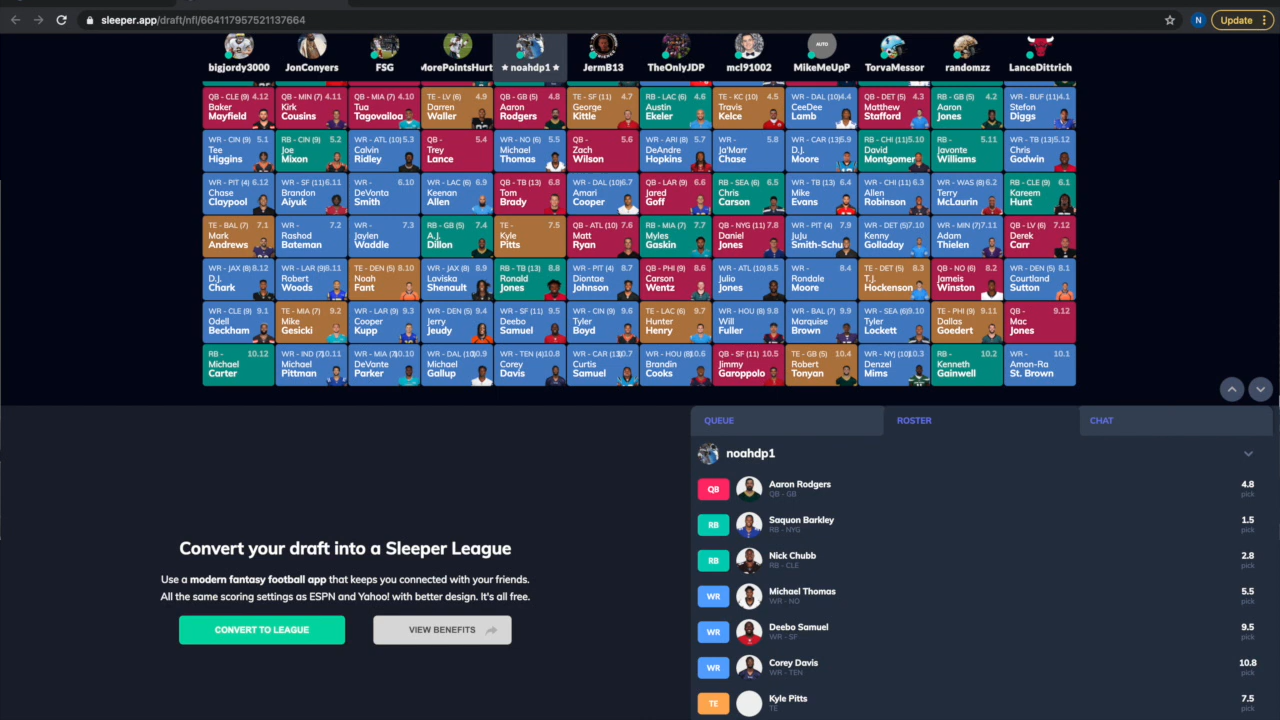 sleeper.app/draft/nfl/664117957521137664
N
Update
AUTO
bigjordy3000 JonConyers FSG MorePointsHurt ★ noahdp1 ★ JermB13 TheOnlyJDP mcl91002 MikeMeUpP TorvaMessor randomzz LanceDittrich
QB - CLE (9) 4.12 QB - MIN (7) 4.11 QB - MIA (7) 4.10 TE - LV (6) 4.9 QB - GB (5) 4.8 TE - SF (11) 4.7 RB - LAC (6) 4.6 TE - KC (10) 4.5 WR - DAL (10)4.4 QB - DET (5) 4.3 RB - GB (5) 4.2 WR - BUF (11)4.1
Baker Kirk Tua Darren Aaron George Austin Travis CeeDee Matthew Aaron Stefon
Mayfield Cousins Tagovailoa Waller Rodgers Kittle Ekeler Kelce Lamb Stafford Jones Diggs
WR - CIN (9) 5.1 RB - CIN (9) 5.2 WR - ATL (10)5.3 QB - 5.4 WR - NO (6) 5.5 QB - 5.6 WR - ARI (8) 5.7 WR - 5.8 WR - CAR (13)5.9 RB - CHI (11)5.10 RB - 5.11 WR - TB (13)5.12
Tee Joe Calvin Trey Michael Zach DeAndre Ja'Marr D.J. David Javonte Chris
Higgins Mixon Ridley Lance Thomas Wilson Hopkins Chase Moore Montgomery Williams Godwin
WR - PIT (4) 6.12 WR - SF (11)6.11 WR - 6.10 WR - LAC (6) 6.9 QB - TB (13) 6.8 WR - DAL (10)6.7 QB - LAR (9) 6.6 RB - SEA (6) 6.5 WR - TB (13) 6.4 WR - CHI (11) 6.3 WR - WAS (8) 6.2 RB - CLE (9) 6.1
Chase Brandon DeVonta Keenan Tom Amari Jared Chris Mike Allen Terry Kareem
Claypool Aiyuk Smith Allen Brady Cooper Goff Carson Evans Robinson McLaurin Hunt
TE - BAL (7) 7.1 WR - 7.2 WR - 7.3 RB - GB (5) 7.4 TE - 7.5 QB - ATL (10) 7.6 RB - MIA (7) 7.7 QB - NYG (11) 7.8 WR - PIT (4) 7.9 WR - DET (5)7.10 WR - MIN (7)7.11 QB - LV (6) 7.12
Mark Rashod Jaylen A.J. Kyle Matt Myles Daniel JuJu Kenny Adam Derek
Andrews Bateman Waddle Dillon Pitts Ryan Gaskin Jones Smith-Schu Golladay Thielen Carr
WR - JAX (8) 8.12 WR - LAR (9)8.11 TE - DEN (5) 8.10 WR - JAX (8) 8.9 RB - TB (13) 8.8 WR - PIT (4) 8.7 QB - PHI (9) 8.6 WR - ATL (10)8.5 WR - 8.4 TE - DET (5) 8.3 QB - NO (6) 8.2 WR - DEN (5) 8.1
D.J. Robert Noah Laviska Ronald Diontae Carson Julio Rondale T.J. Jameis Courtland
Chark Woods Fant Shenault Jones Johnson Wentz Jones Moore Hockenson Winston Sutton
WR - CLE (9) 9.1 TE - MIA (7) 9.2 WR - LAR (9) 9.3 WR - DEN (5) 9.4 WR - SF (11) 9.5 WR - CIN (9) 9.6 TE - LAC (6) 9.7 WR - HOU (8) 9.8 WR - BAL (7) 9.9 WR - SEA (6)9.10 TE - PHI (9) 9.11 QB - 9.12
Odell Mike Cooper Jerry Deebo Tyler Hunter Will Marquise Tyler Dallas Mac
Beckham Gesicki Kupp Jeudy Samuel Boyd Henry Fuller Brown Lockett Goedert Jones
RB - 10.12 WR - IND (7)10.11 WR - MIA (7)10.10 WR - DAL (10)10.9 WR - TEN (4)10.8 WR - CAR (13)10.7 WR - HOU (8)10.6 QB - SF (11) 10.5 TE - GB (5) 10.4 WR - NYJ (10)10.3 RB - 10.2 WR - 10.1
Michael Michael DeVante Michael Corey Curtis Brandin Jimmy Robert Denzel Kenneth Amon-Ra
Carter Pittman Parker Gallup Davis Samuel Cooks Garoppolo Tonyan Mims Gainwell St. Brown
QUEUE ROSTER CHAT
noahdp1
QB Aaron Rodgers 4.8
QB - GB pick
RB Saquon Barkley 1.5
RB - NYG pick
RB Nick Chubb 2.8
RB - CLE pick
WR Michael Thomas 5.5
WR - NO pick
WR Deebo Samuel 9.5
WR - SF pick
WR Corey Davis 10.8
WR - TEN pick
TE Kyle Pitts 7.5
TE pick
Convert your draft into a Sleeper League
Use a modern fantasy football app that keeps you connected with your friends.
All the same scoring settings as ESPN and Yahoo! with better design. It's all free.
CONVERT TO LEAGUE VIEW BENEFITS